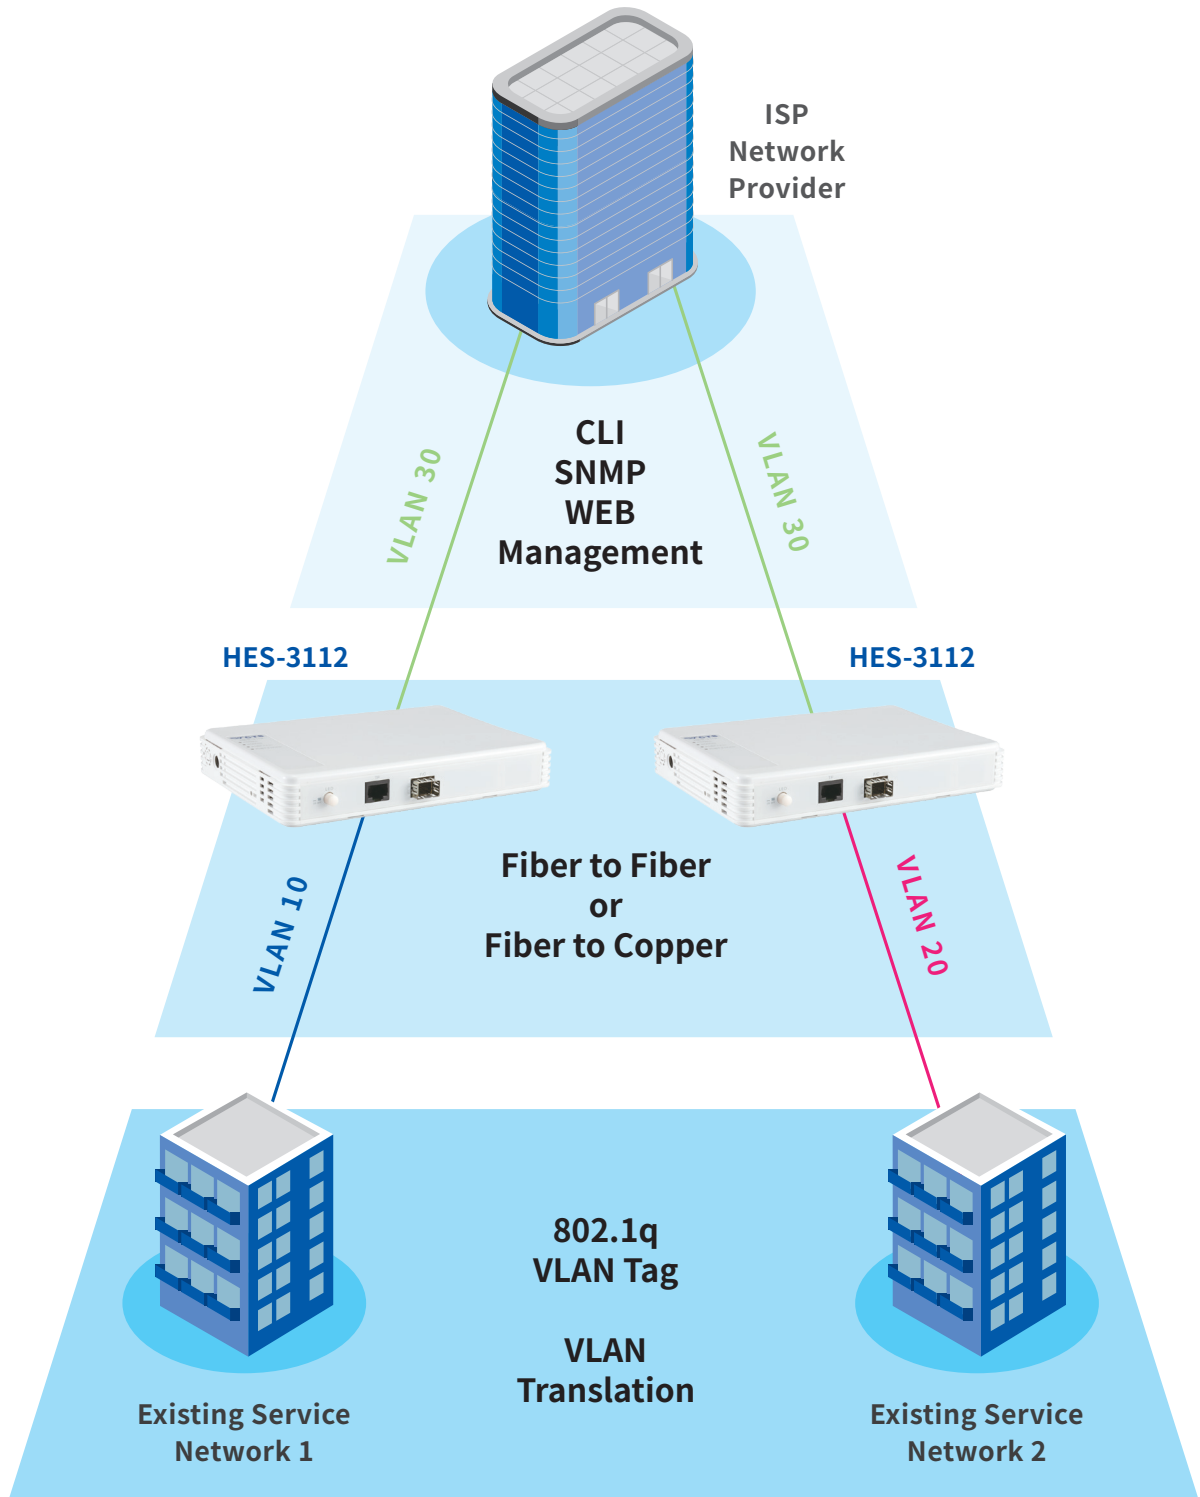 ISP
Network
Provider
CLI
SNMP
WEB
Management
VLAN 30
VLAN 30
HES-3112
HES-3112
Fiber to Fiber
or
Fiber to Copper
VLAN 10
VLAN 20
802.1q
VLAN Tag
VLAN
Translation
Existing Service
Network 1
Existing Service
Network 2